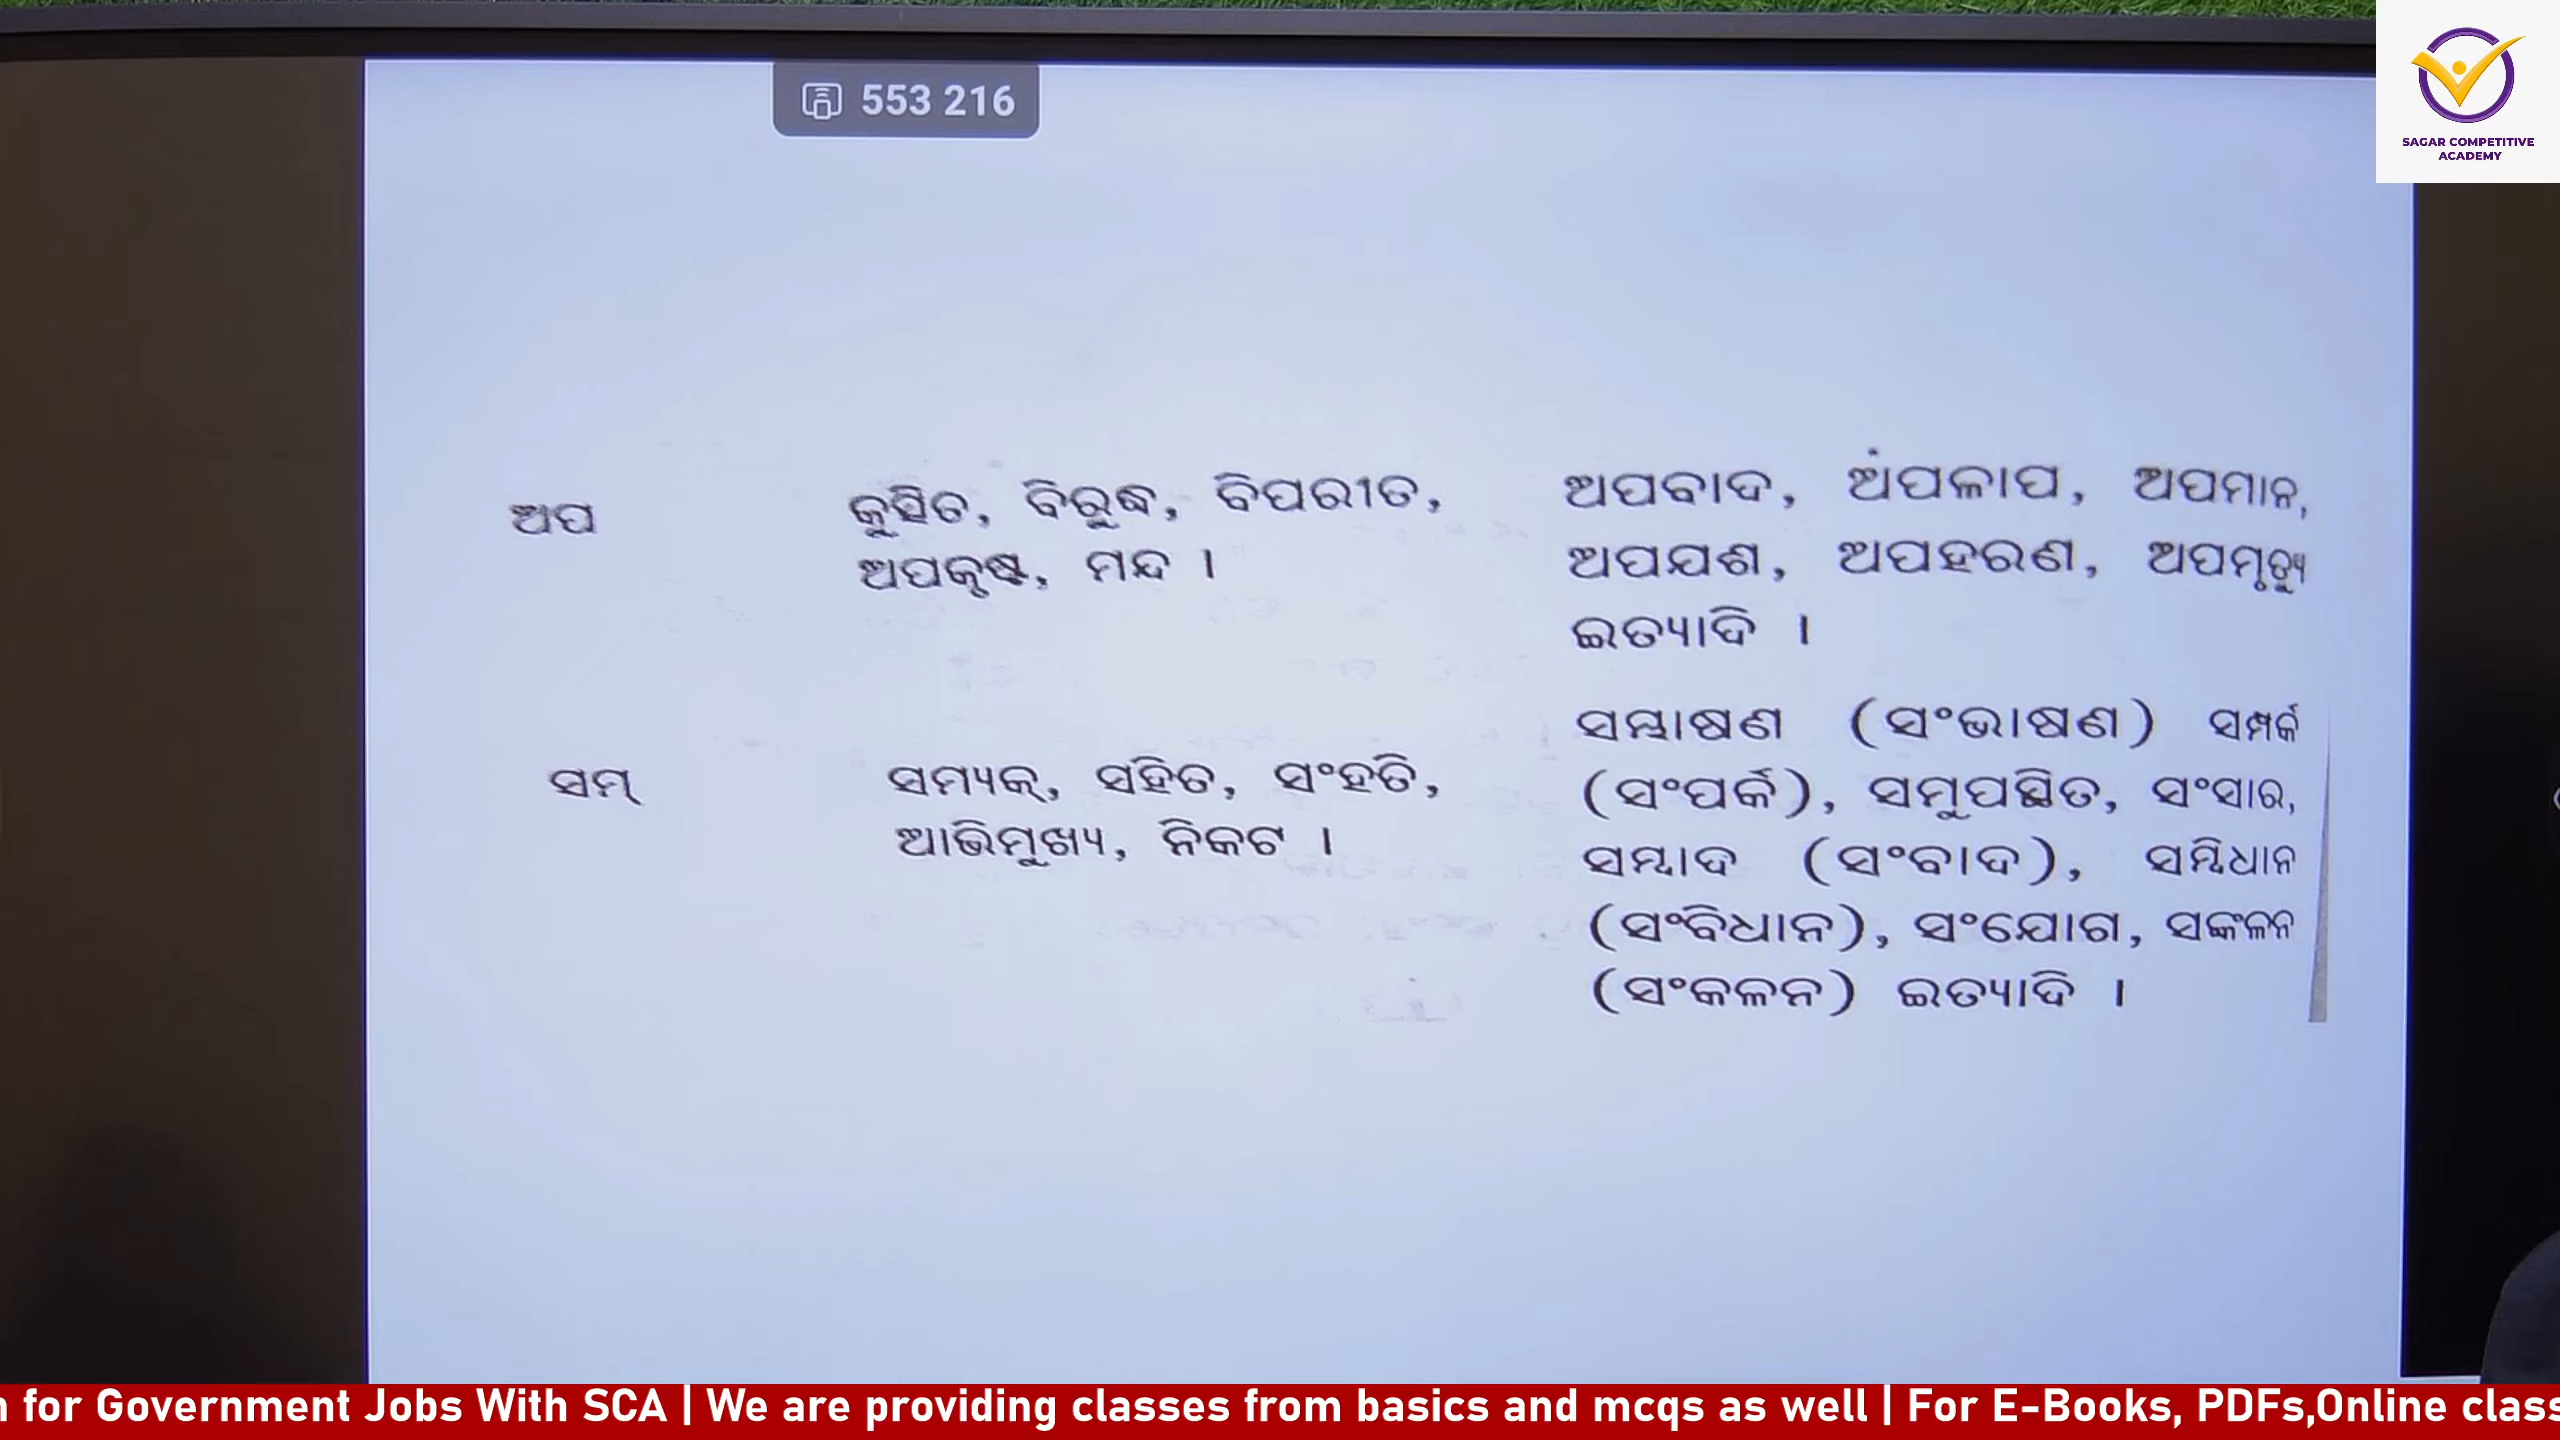 553 216
SAGAR COMPETITIVE
ACADEMY
ଅପ
କୁତ୍ସିତ, ବିରୁଦ୍ଧ, ବିପରୀତ,
ଅପକୃଷ୍ଟ, ମନ୍ଦ ।
ଅପବାଦ, ଅପଳାପ, ଅପମାନ,
ଅପଯଶ, ଅପହରଣ, ଅପମୃତ୍ୟୁ
ଇତ୍ୟାଦି ।
ସମ୍
ସମ୍ୟକ୍, ସହିତ, ସଂହତି,
ଆଭିମୁଖ୍ୟ, ନିକଟ ।
ସମ୍ଭାଷଣ (ସଂଭାଷଣ) ସମ୍ପର୍କ
(ସଂପର୍କ), ସମୁପସ୍ଥିତ, ସଂସାର,
ସମ୍ବାଦ (ସଂବାଦ), ସମ୍ବିଧାନ
(ସଂବିଧାନ), ସଂଯୋଗ, ସଙ୍କଳନ
(ସଂକଳନ) ଇତ୍ୟାଦି ।
for Government Jobs With SCA | We are providing classes from basics and mcqs as well | For E-Books, PDFs,Online class